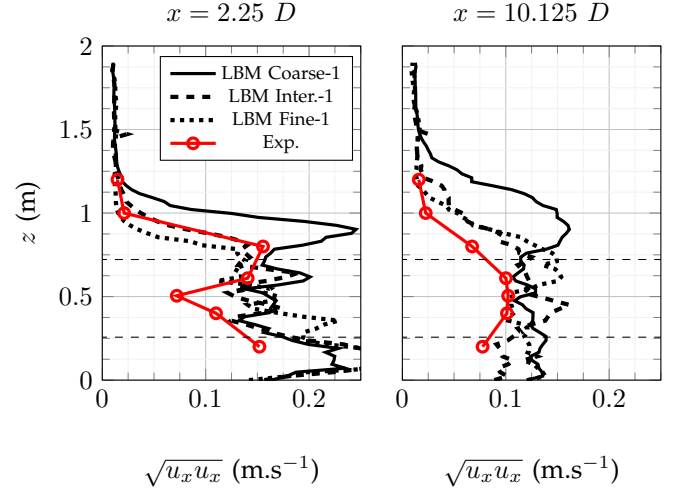 x = 2.25 D
x = 10.125 D
2
1.5
1
0.5
0
z (m)
LBM Coarse-1
LBM Inter.-1
LBM Fine-1
Exp.
0 0.1 0.2
0 0.1 0.2
√uₓuₓ (m.s⁻¹)
√uₓuₓ (m.s⁻¹)